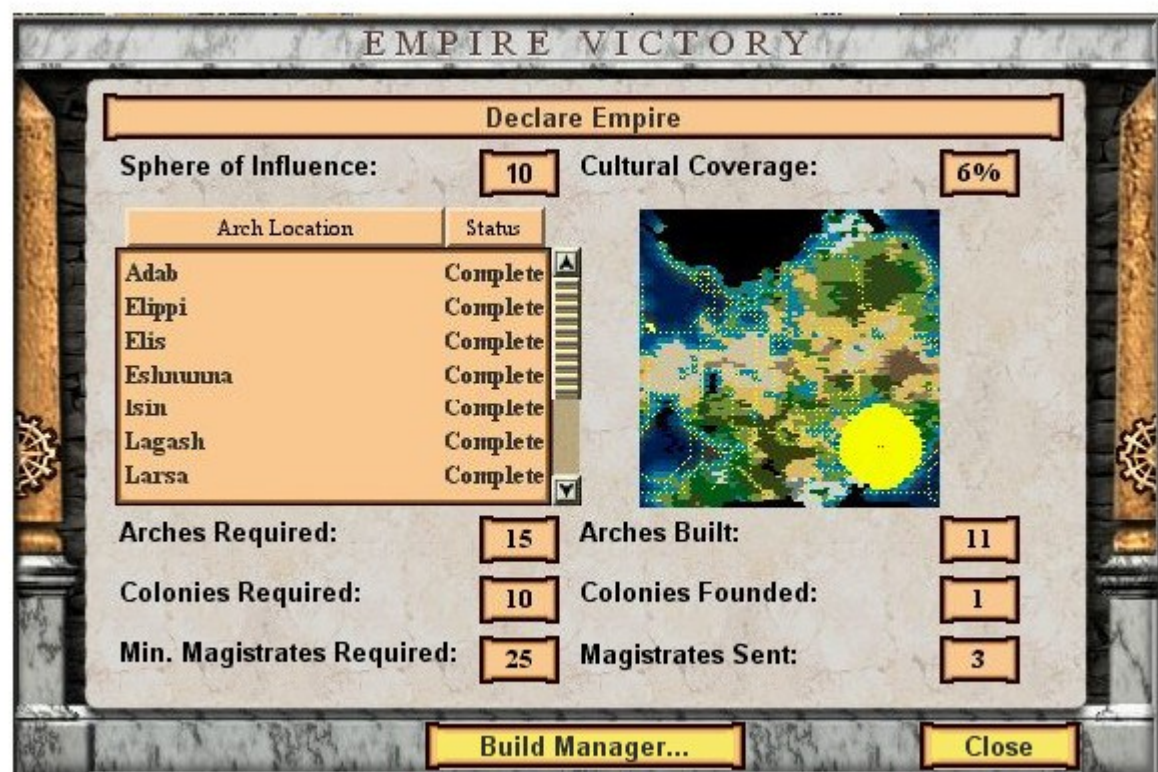 EMPIRE VICTORY
Declare Empire
Sphere of Influence: 10 Cultural Coverage: 6%
Arch Location Status
Adab Complete
Elippi Complete
Elis Complete
Eshnunna Complete
Isin Complete
Lagash Complete
Larsa Complete
Arches Required: 15 Arches Built: 11
Colonies Required: 10 Colonies Founded: 1
Min. Magistrates Required: 25 Magistrates Sent: 3
Build Manager... Close